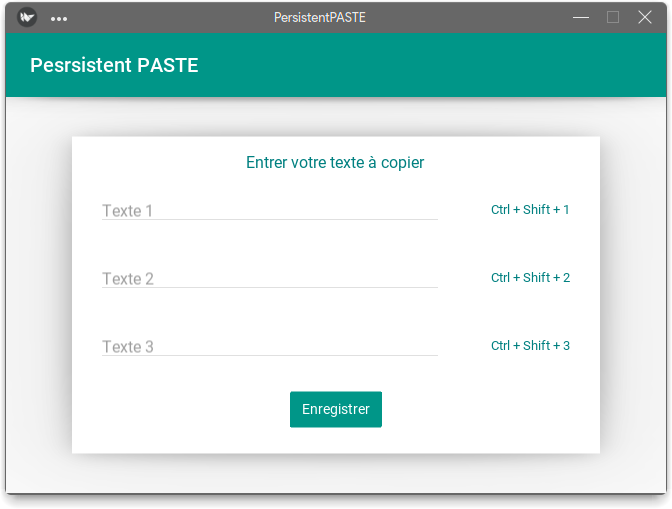 PersistentPASTE
Pesrsistent PASTE
Entrer votre texte à copier
Texte 1 Ctrl + Shift + 1
Texte 2 Ctrl + Shift + 2
Texte 3 Ctrl + Shift + 3
Enregistrer